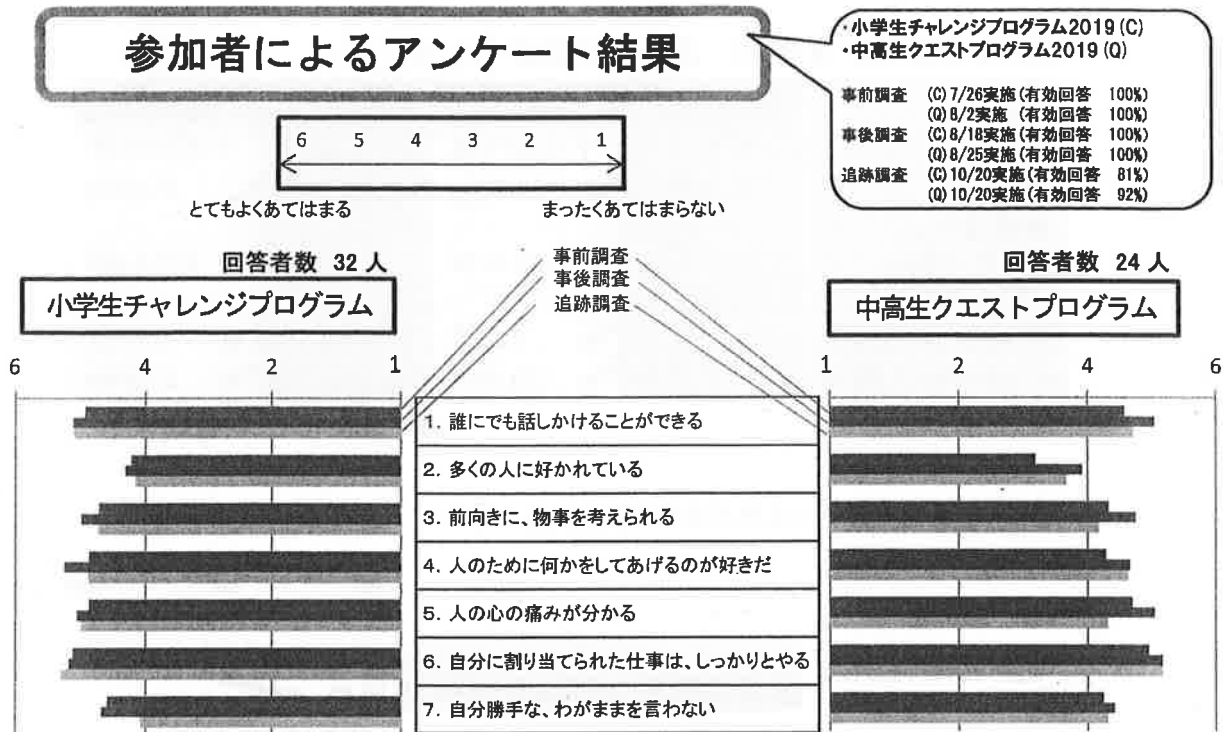 参加者によるアンケート結果
・小学生チャレンジプログラム2019(C)
・中高生クエストプログラム2019(Q)
事前調査 (C)7/26実施(有効回答 100%)
(Q)8/2実施 (有効回答 100%)
事後調査 (C)8/18実施(有効回答 100%)
(Q)8/25実施(有効回答 100%)
追跡調査 (C)10/20実施(有効回答 81%)
(Q)10/20実施(有効回答 92%)
6 5 4 3 2 1
とてもよくあてはまる まったくあてはまらない
事前調査
事後調査
追跡調査
回答者数 32 人
小学生チャレンジプログラム
回答者数 24 人
中高生クエストプログラム
6 4 2 1
1 2 4 6
1. 誰にでも話しかけることができる
2. 多くの人に好かれている
3. 前向きに、物事を考えられる
4. 人のために何かをしてあげるのが好きだ
5. 人の心の痛みが分かる
6. 自分に割り当てられた仕事は、しっかりとやる
7. 自分勝手な、わがままを言わない